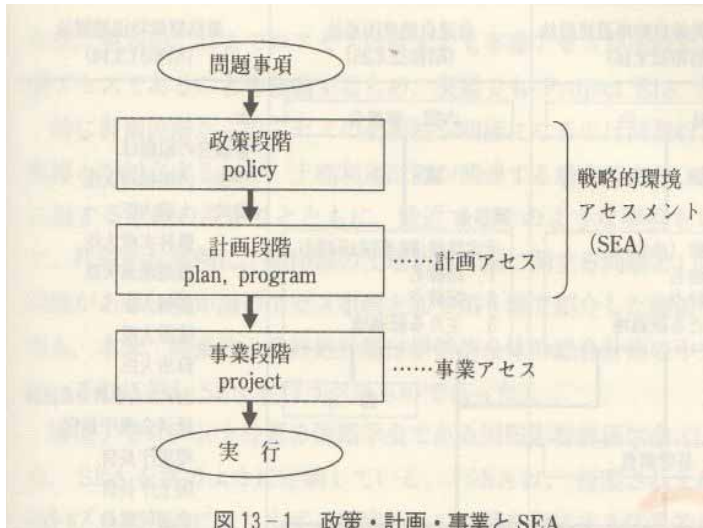 問題事項
政策段階
policy
戦略的環境
アセスメント
(SEA)
計画段階
plan, program
……計画アセス
事業段階
project
……事業アセス
実 行
図13-1 政策・計画・事業とSEA